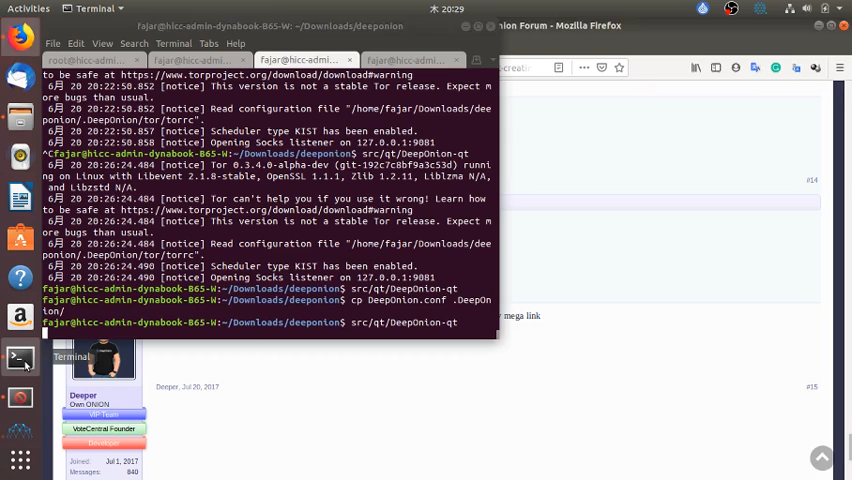 Activities
Terminal
木 20:29
fajar@hicc-admin-dynabook-B65-W: ~/Downloads/deeponion
nion Forum - Mozilla Firefox
File Edit View Search Terminal Tabs Help
root@hicc-admi...
fajar@hicc-admi...
fajar@hicc-admi...
fajar@hicc-admi...
to be safe at https://www.torproject.org/download/download#warning
 6月 20 20:22:50.852 [notice] This version is not a stable Tor release. Expect m
ore bugs than usual.
 6月 20 20:22:50.852 [notice] Read configuration file "/home/fajar/Downloads/dee
ponion/.DeepOnion/tor/torrc".
 6月 20 20:22:50.857 [notice] Scheduler type KIST has been enabled.
 6月 20 20:22:50.858 [notice] Opening Socks listener on 127.0.0.1:9081
^Cfajar@hicc-admin-dynabook-B65-W:~/Downloads/deeponion$ src/qt/DeepOnion-qt
 6月 20 20:26:24.484 [notice] Tor 0.3.4.0-alpha-dev (git-192c7c8bf9a3c53d) runni
ng on Linux with Libevent 2.1.8-stable, OpenSSL 1.1.1, Zlib 1.2.11, Liblzma N/A,
 and Libzstd N/A.
 6月 20 20:26:24.484 [notice] Tor can't help you if you use it wrong! Learn how
to be safe at https://www.torproject.org/download/download#warning
 6月 20 20:26:24.484 [notice] This version is not a stable Tor release. Expect m
ore bugs than usual.
 6月 20 20:26:24.484 [notice] Read configuration file "/home/fajar/Downloads/dee
ponion/.DeepOnion/tor/torrc".
 6月 20 20:26:24.490 [notice] Scheduler type KIST has been enabled.
 6月 20 20:26:24.490 [notice] Opening Socks listener on 127.0.0.1:9081
fajar@hicc-admin-dynabook-B65-W:~/Downloads/deeponion$ src/qt/DeepOnion-qt
fajar@hicc-admin-dynabook-B65-W:~/Downloads/deeponion$ cp DeepOnion.conf .DeepOn
ion/
fajar@hicc-admin-dynabook-B65-W:~/Downloads/deeponion$ src/qt/DeepOnion-qt
#14
y mega link
Terminal
Deeper, Jul 20, 2017
#15
Deeper
Own ONION
VIP Team
VoteCentral Founder
Developer
Joined: Jul 1, 2017
Messages: 840